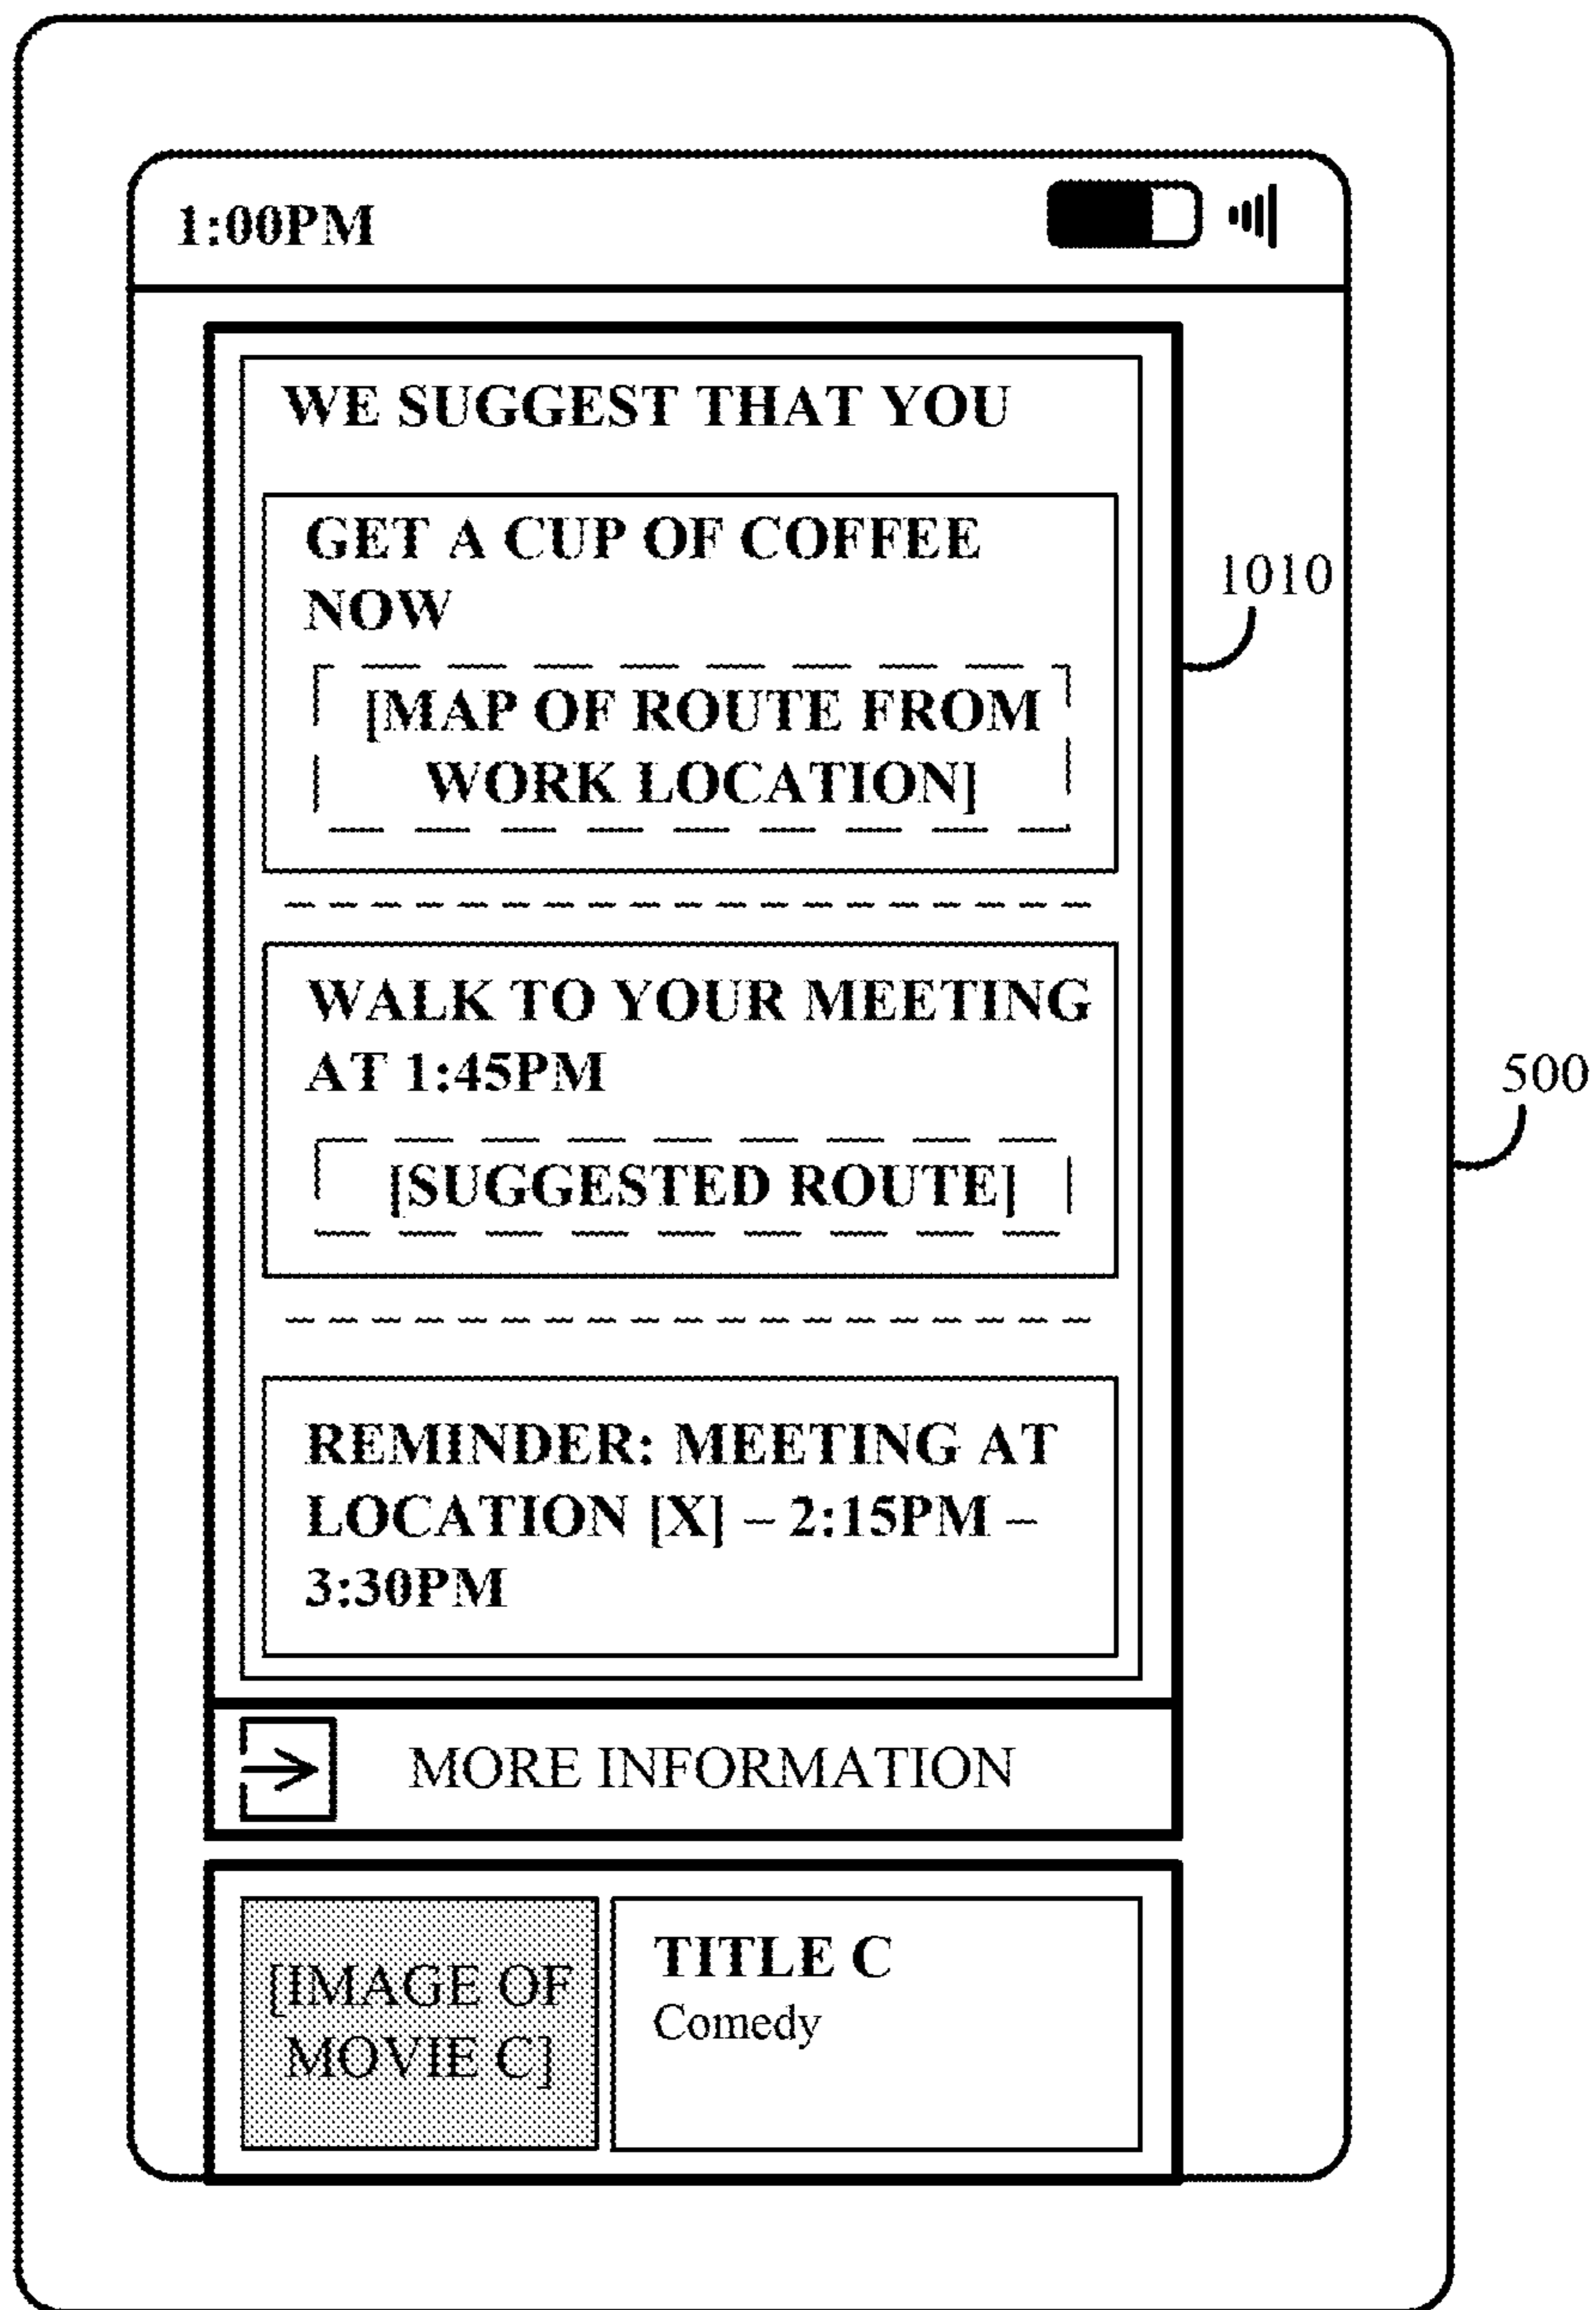 1:00PM
WE SUGGEST THAT YOU
GET A CUP OF COFFEE
NOW
1010
[MAP OF ROUTE FROM
WORK LOCATION]
WALK TO YOUR MEETING
AT 1:45PM
500
[SUGGESTED ROUTE]
REMINDER: MEETING AT
LOCATION [X] – 2:15PM –
3:30PM
MORE INFORMATION
[IMAGE OF
MOVIE C]
TITLE C
Comedy